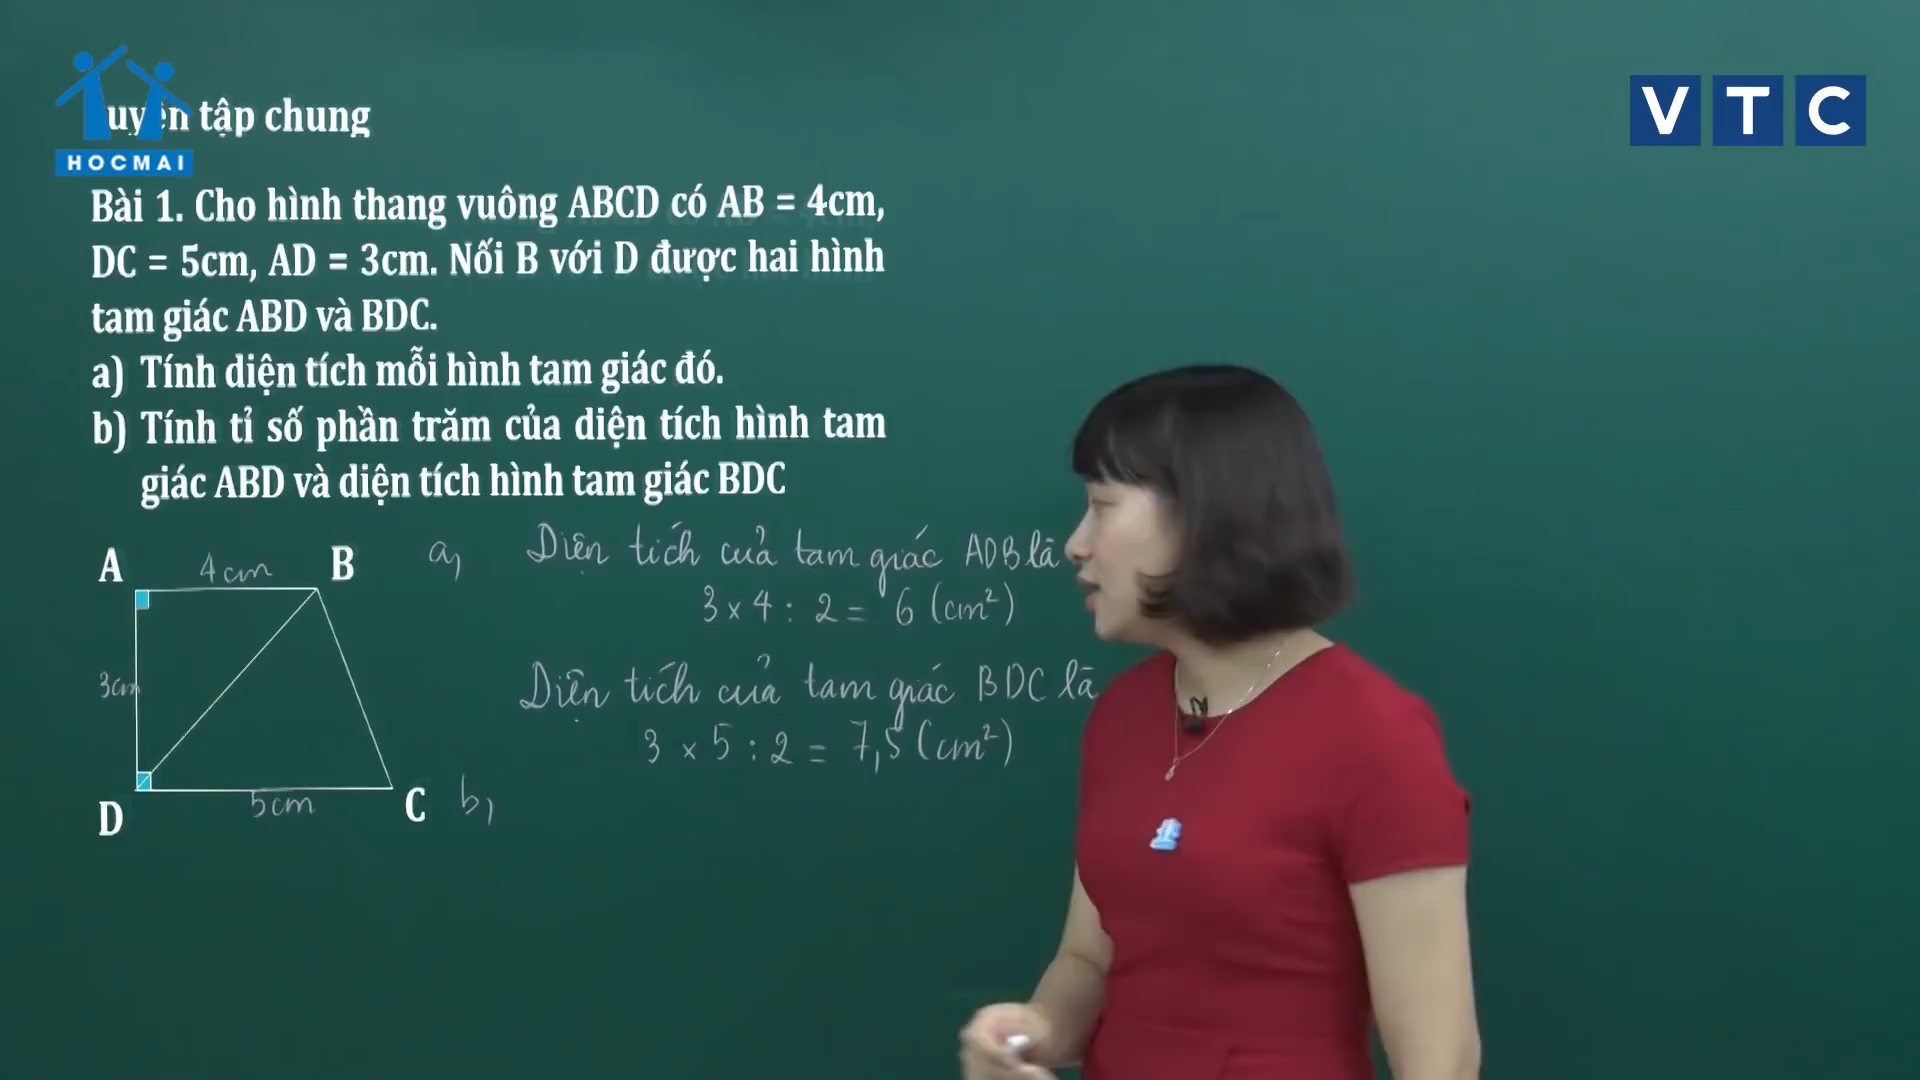 HOCMAI
VTC
tập chung
Bài 1. Cho hình thang vuông ABCD có AB = 4cm,
DC = 5cm, AD = 3cm. Nối B với D được hai hình
tam giác ABD và BDC.
a) Tính diện tích mỗi hình tam giác đó.
b) Tính tỉ số phần trăm của diện tích hình tam
giác ABD và diện tích hình tam giác BDC
A 4cm B
3cm
D 5cm C
a, Diện tích của tam giác ADB là
3 x 4 : 2 = 6 (cm²)
Diện tích của tam giác BDC là
3 x 5 : 2 = 7,5 (cm²)
b,